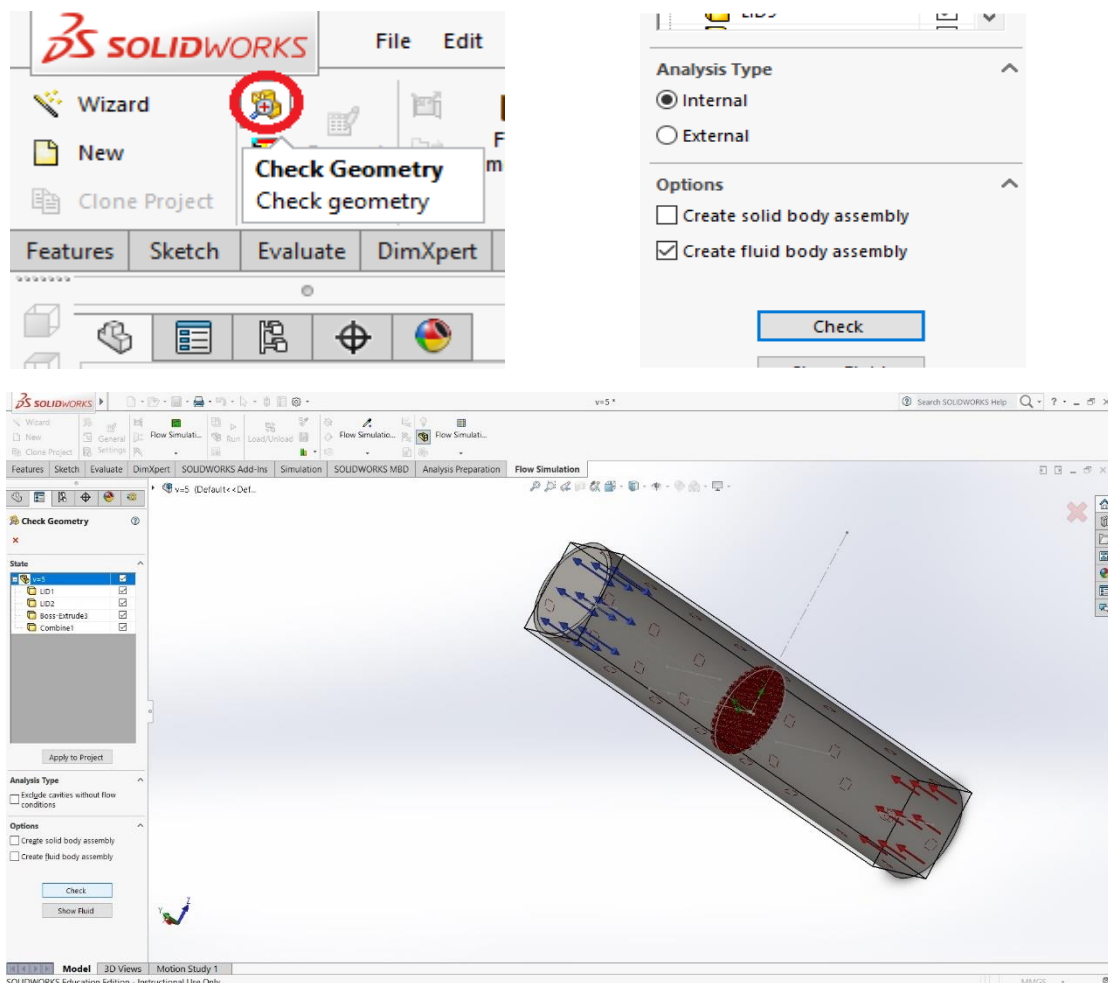 SOLIDWORKS
File Edit
Wizard
New
Check Geometry
Check geometry
Clone Project
Features Sketch Evaluate DimXpert
Analysis Type
Internal
External
Options
Create solid body assembly
Create fluid body assembly
Check
SOLIDWORKS
v=5 *
Search SOLIDWORKS Help
Wizard
New
Clone Project
General
Settings
Flow Simulati...
Run
Load/Unload
Flow Simulatio...
Flow Simulati...
Features Sketch Evaluate DimXpert SOLIDWORKS Add-Ins Simulation SOLIDWORKS MBD Analysis Preparation Flow Simulation
v=5 (Default<<Def...
Check Geometry
State
v=5
LID1
LID2
Boss-Extrude3
Combine1
Apply to Project
Analysis Type
Exclude cavities without flow
conditions
Options
Create solid body assembly
Create fluid body assembly
Check
Show Fluid
Y
Z
Model 3D Views Motion Study 1
SOLIDWORKS Education Edition - Instructional Use Only
MMGS